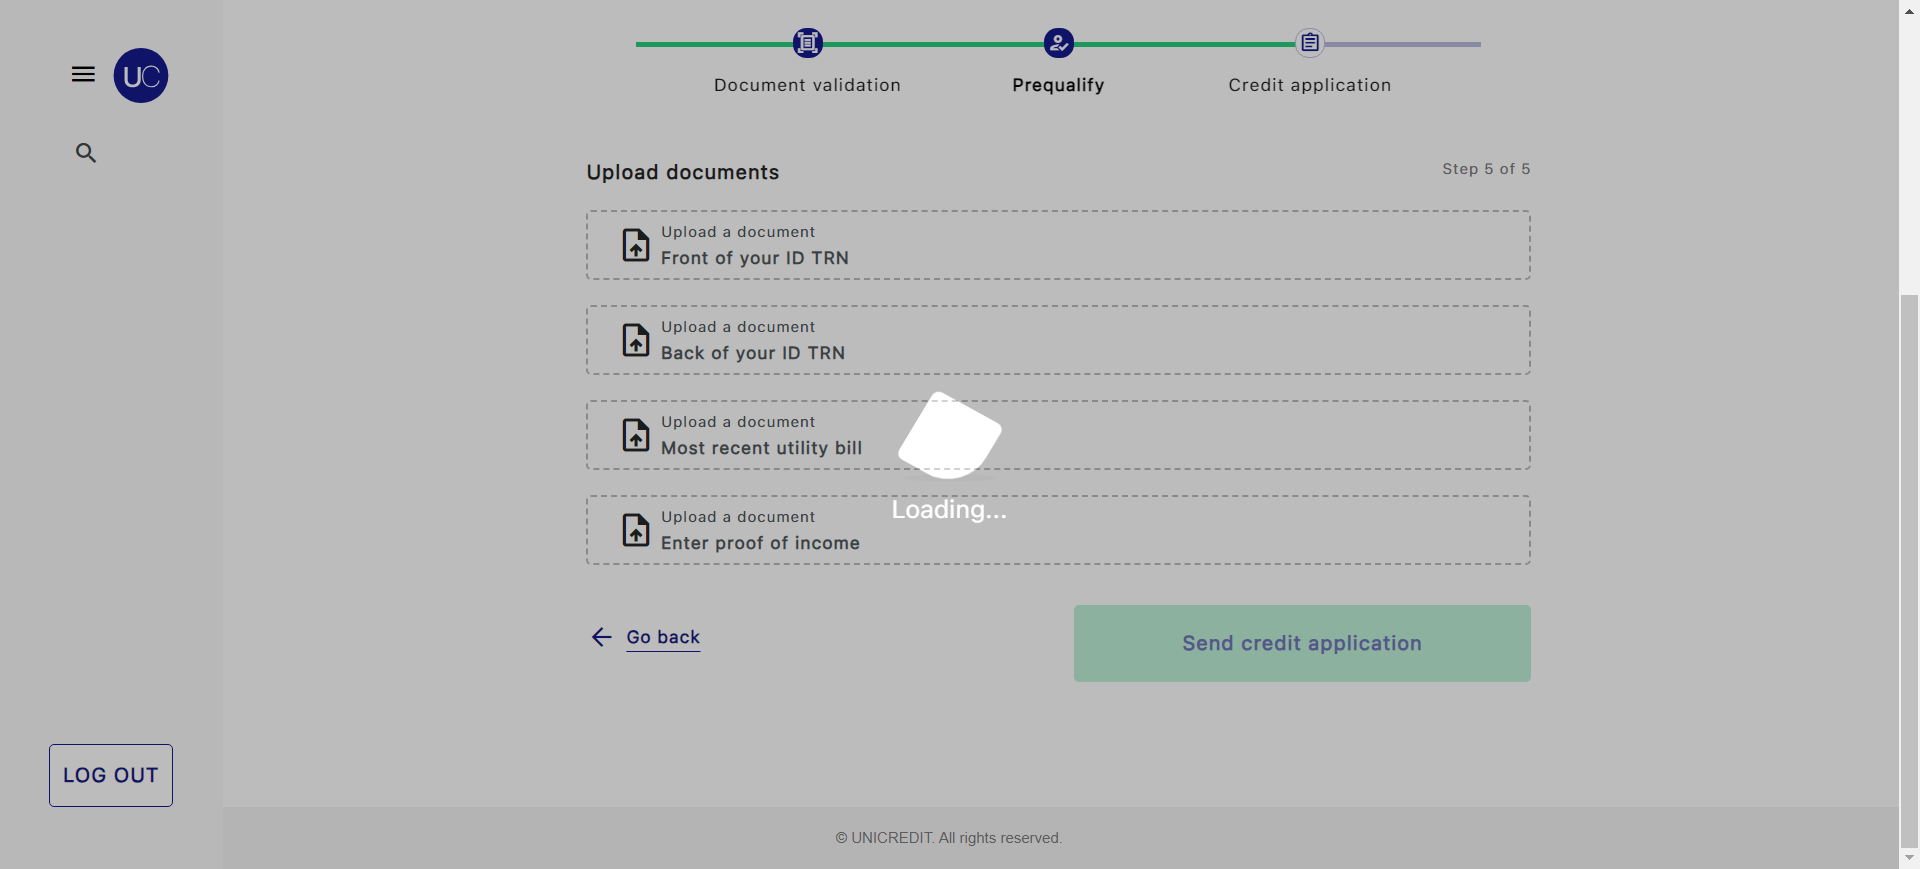 UC
Document validation
Prequalify
Credit application
Upload documents
Step 5 of 5
Upload a document
Front of your ID TRN
Upload a document
Back of your ID TRN
Upload a document
Most recent utility bill
Loading...
Upload a document
Enter proof of income
Go back
Send credit application
LOG OUT
© UNICREDIT. All rights reserved.